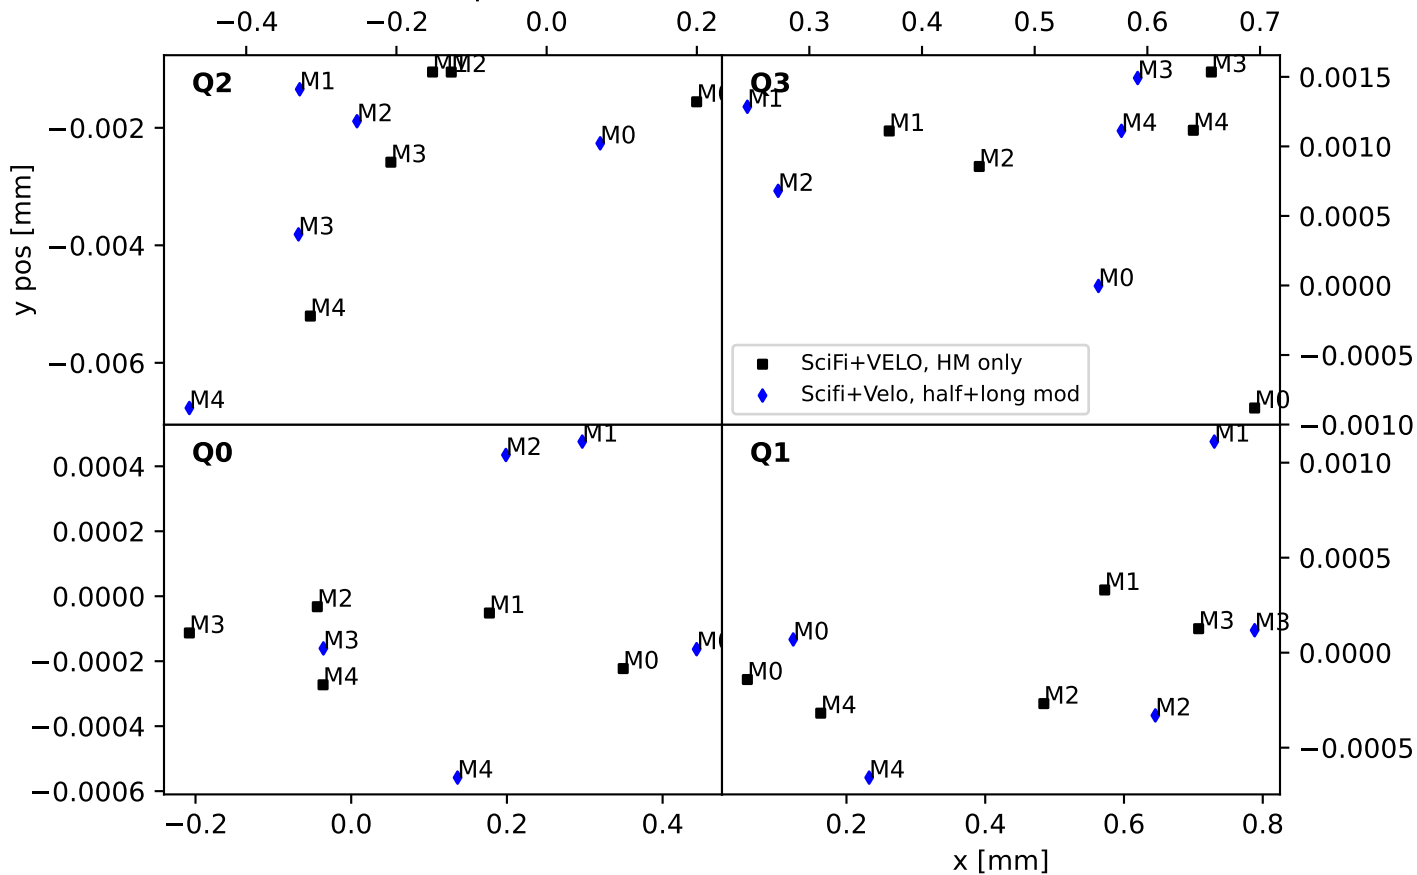 −0.4 −0.2 0.0 0.2 0.3 0.4 0.5 0.6 0.7
Q2
M1
M2
M1
M2
M0
M3
M0
M3
M4
M4
−0.002
−0.004
−0.006
y pos [mm]
Q3
M1
M3
M3
M1
M4
M4
M2
M2
M0
M0
SciFi+VELO, HM only
Scifi+Velo, half+long mod
0.0015
0.0010
0.0005
0.0000
−0.0005
−0.0010
Q0
M2
M1
M2
M1
M3
M3
M0
M0
M4
M4
0.0004
0.0002
0.0000
−0.0002
−0.0004
−0.0006
Q1
M1
M1
M3
M3
M0
M0
M4
M2
M2
M4
0.0010
0.0005
0.0000
−0.0005
−0.2 0.0 0.2 0.4 0.2 0.4 0.6 0.8
x [mm]